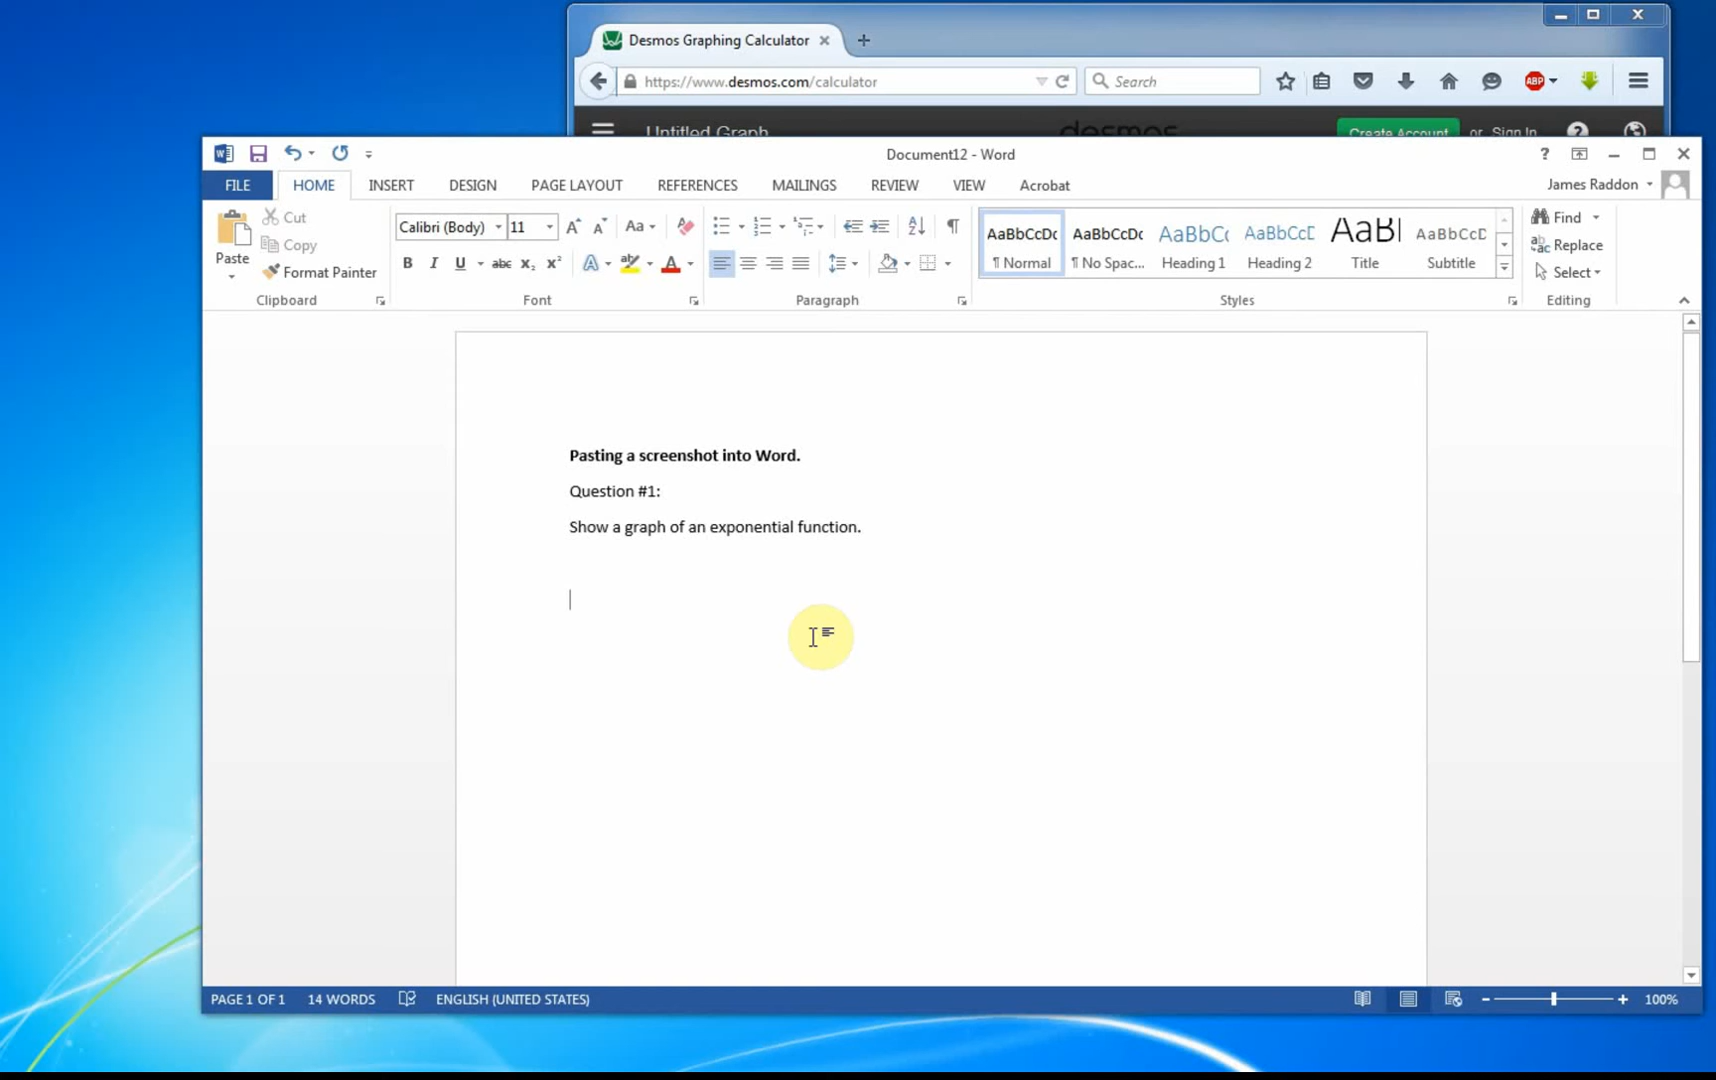 Desmos Graphing Calculator
https://www.desmos.com/calculator
Search
ABP
Untitled Graph
desmos
Create Account
or
Sign In
Document12 - Word
FILE
HOME
INSERT
DESIGN
PAGE LAYOUT
REFERENCES
MAILINGS
REVIEW
VIEW
Acrobat
James Raddon
Paste
Cut
Copy
Format Painter
Clipboard
Calibri (Body)
11
Aa
B I U abc x₂ x²
A
A
Font
Paragraph
AaBbCcDc
¶ Normal
AaBbCcDc
¶ No Spac...
AaBbCc
Heading 1
AaBbCcD
Heading 2
AaB
Title
AaBbCcD
Subtitle
Styles
Find
Replace
Select
Editing
Pasting a screenshot into Word.
Question #1:
Show a graph of an exponential function.
PAGE 1 OF 1
14 WORDS
ENGLISH (UNITED STATES)
100%